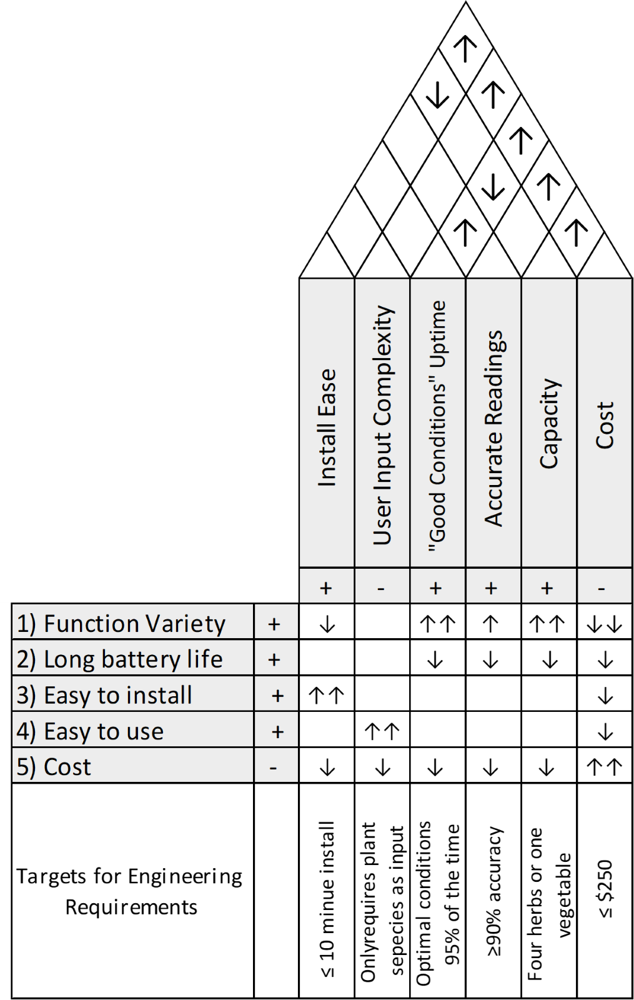 ↑
↓ ↑
↑
↓ ↑
↑ ↑
Install Ease
User Input Complexity
"Good Conditions" Uptime
Accurate Readings
Capacity
Cost
+ - + + + -
1) Function Variety + ↓ ↑↑ ↑ ↑↑ ↓↓
2) Long battery life + ↓ ↓ ↓ ↓
3) Easy to install + ↑↑ ↓
4) Easy to use + ↑↑ ↓
5) Cost - ↓ ↓ ↓ ↓ ↓ ↑↑
Targets for Engineering
Requirements
≤ 10 minue install
Onlyrequires plant
sepecies as input
Optimal conditions
95% of the time
≥90% accuracy
Four herbs or one
vegetable
≤ $250